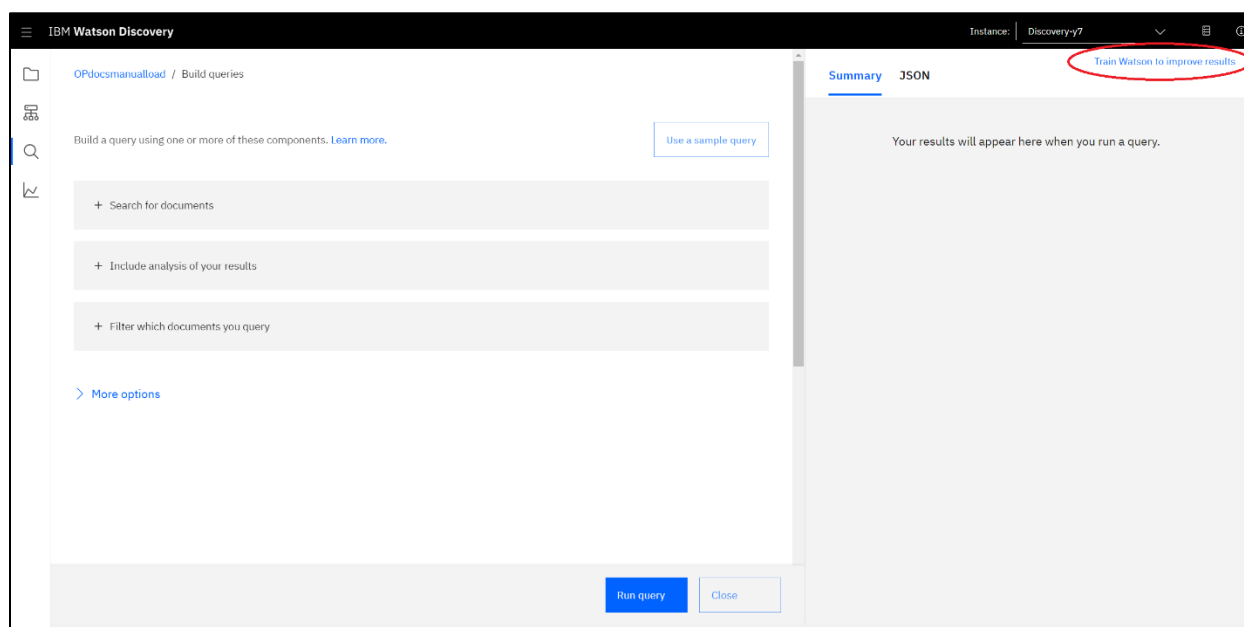 IBM Watson Discovery
Instance: Discovery-y7
OPdocsmanualload / Build queries
Train Watson to improve results
Summary JSON
Build a query using one or more of these components. Learn more.
Use a sample query
Your results will appear here when you run a query.
+ Search for documents
+ Include analysis of your results
+ Filter which documents you query
More options
Run query
Close